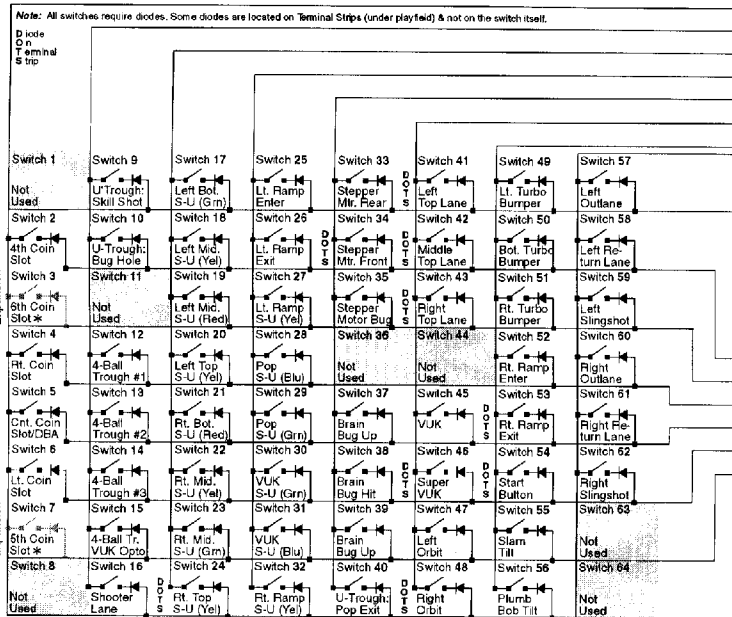 Note: All switches require diodes. Some diodes are located on Terminal Strips (under playfield) & not on the switch itself.
Diode
On
Terminal
Strip
Switch 1
Not
Used
Switch 9
U'Trough:
Skill Shot
Switch 17
Left Bot.
S-U (Grn)
Switch 25
Lt. Ramp
Enter
Switch 33
Stepper
Mtr. Rear
DOTS
Switch 41
Left
Top Lane
Switch 49
Lt. Turbo
Bumper
Switch 57
Left
Outlane
Switch 2
4th Coin
Slot
Switch 10
U-Trough:
Bug Hole
Switch 18
Left Mid.
S-U (Yel)
Switch 26
Lt. Ramp
Exit
DOTS
Switch 34
Stepper
Mtr. Front
DOTS
Switch 42
Middle
Top Lane
Switch 50
Bot. Turbo
Bumper
Switch 58
Left Re-
turn Lane
Switch 3
6th Coin
Slot *
Switch 11
Not
Used
Switch 19
Left Mid.
S-U (Red)
Switch 27
Lt. Ramp
S-U (Yel)
Switch 35
Stepper
Motor Bug
DOTS
Switch 43
Right
Top Lane
Switch 51
Rt. Turbo
Bumper
Switch 59
Left
Slingshot
Switch 4
Rt. Coin
Slot
Switch 12
4-Ball
Trough #1
Switch 20
Left Top
S-U (Yel)
Switch 28
Pop
S-U (Blu)
Switch 36
Not
Used
Switch 44
Not
Used
Switch 52
Rt. Ramp
Enter
Switch 60
Right
Outlane
Switch 5
Cnt. Coin
Slot/DBA
Switch 13
4-Ball
Trough #2
Switch 21
Rt. Bot.
S-U (Red)
Switch 29
Pop
S-U (Grn)
Switch 37
Brain
Bug Up
Switch 45
VUK
DOTS
Switch 53
Rt. Ramp
Exit
Switch 61
Right Re-
turn Lane
Switch 6
Lt. Coin
Slot
Switch 14
4-Ball
Trough #3
Switch 22
Rt. Mid.
S-U (Yel)
Switch 30
VUK
S-U (Grn)
Switch 38
Brain
Bug Hit
DOTS
Switch 46
Super
VUK
DOTS
Switch 54
Start
Button
Switch 62
Right
Slingshot
Switch 7
5th Coin
Slot *
Switch 15
4-Ball Tr.
VUK Opto
Switch 23
Rt. Mid.
S-U (Grn)
Switch 31
VUK
S-U (Blu)
Switch 39
Brain
Bug Up
Switch 47
Left
Orbit
Switch 55
Slam
Tilt
Switch 63
Not
Used
Switch 8
Not
Used
Switch 16
Shooter
Lane
DOTS
Switch 24
Rt. Top
S-U (Yel)
Switch 32
Rt. Ramp
S-U (Yel)
Switch 40
U-Trough:
Pop Exit
DOTS
Switch 48
Right
Orbit
Switch 56
Plumb
Bob Tilt
Switch 64
Not
Used